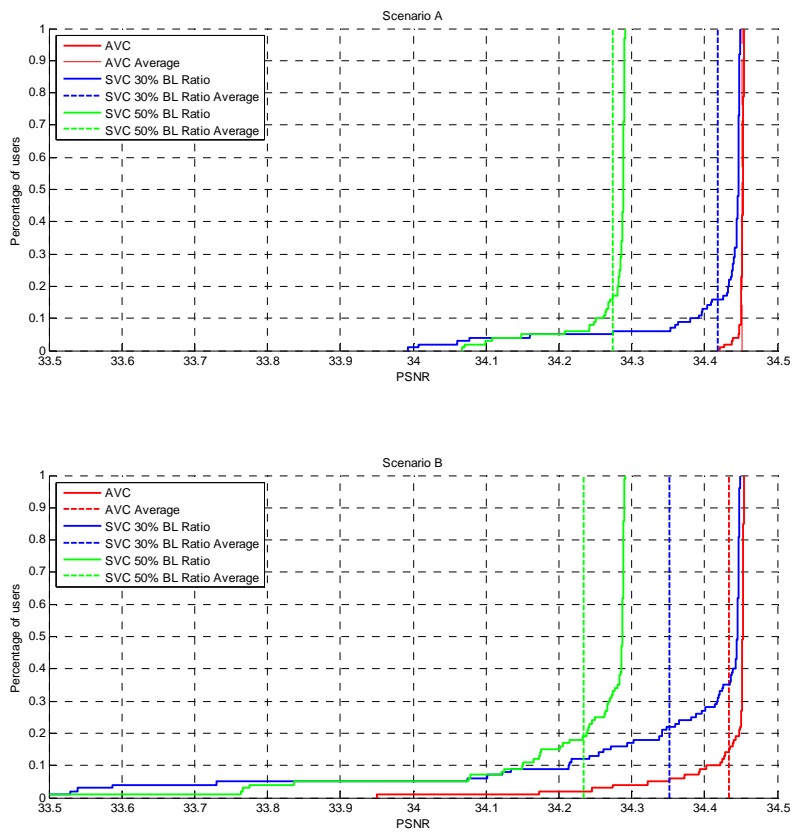 Scenario A
1
0.9
0.8
0.7
0.6
0.5
0.4
0.3
0.2
0.1
0
Percentage of users
AVC
AVC Average
SVC 30% BL Ratio
SVC 30% BL Ratio Average
SVC 50% BL Ratio
SVC 50% BL Ratio Average
33.5 33.6 33.7 33.8 33.9 34 34.1 34.2 34.3 34.4 34.5
PSNR
Scenario B
1
0.9
0.8
0.7
0.6
0.5
0.4
0.3
0.2
0.1
0
Percentage of users
AVC
AVC Average
SVC 30% BL Ratio
SVC 30% BL Ratio Average
SVC 50% BL Ratio
SVC 50% BL Ratio Average
33.5 33.6 33.7 33.8 33.9 34 34.1 34.2 34.3 34.4 34.5
PSNR